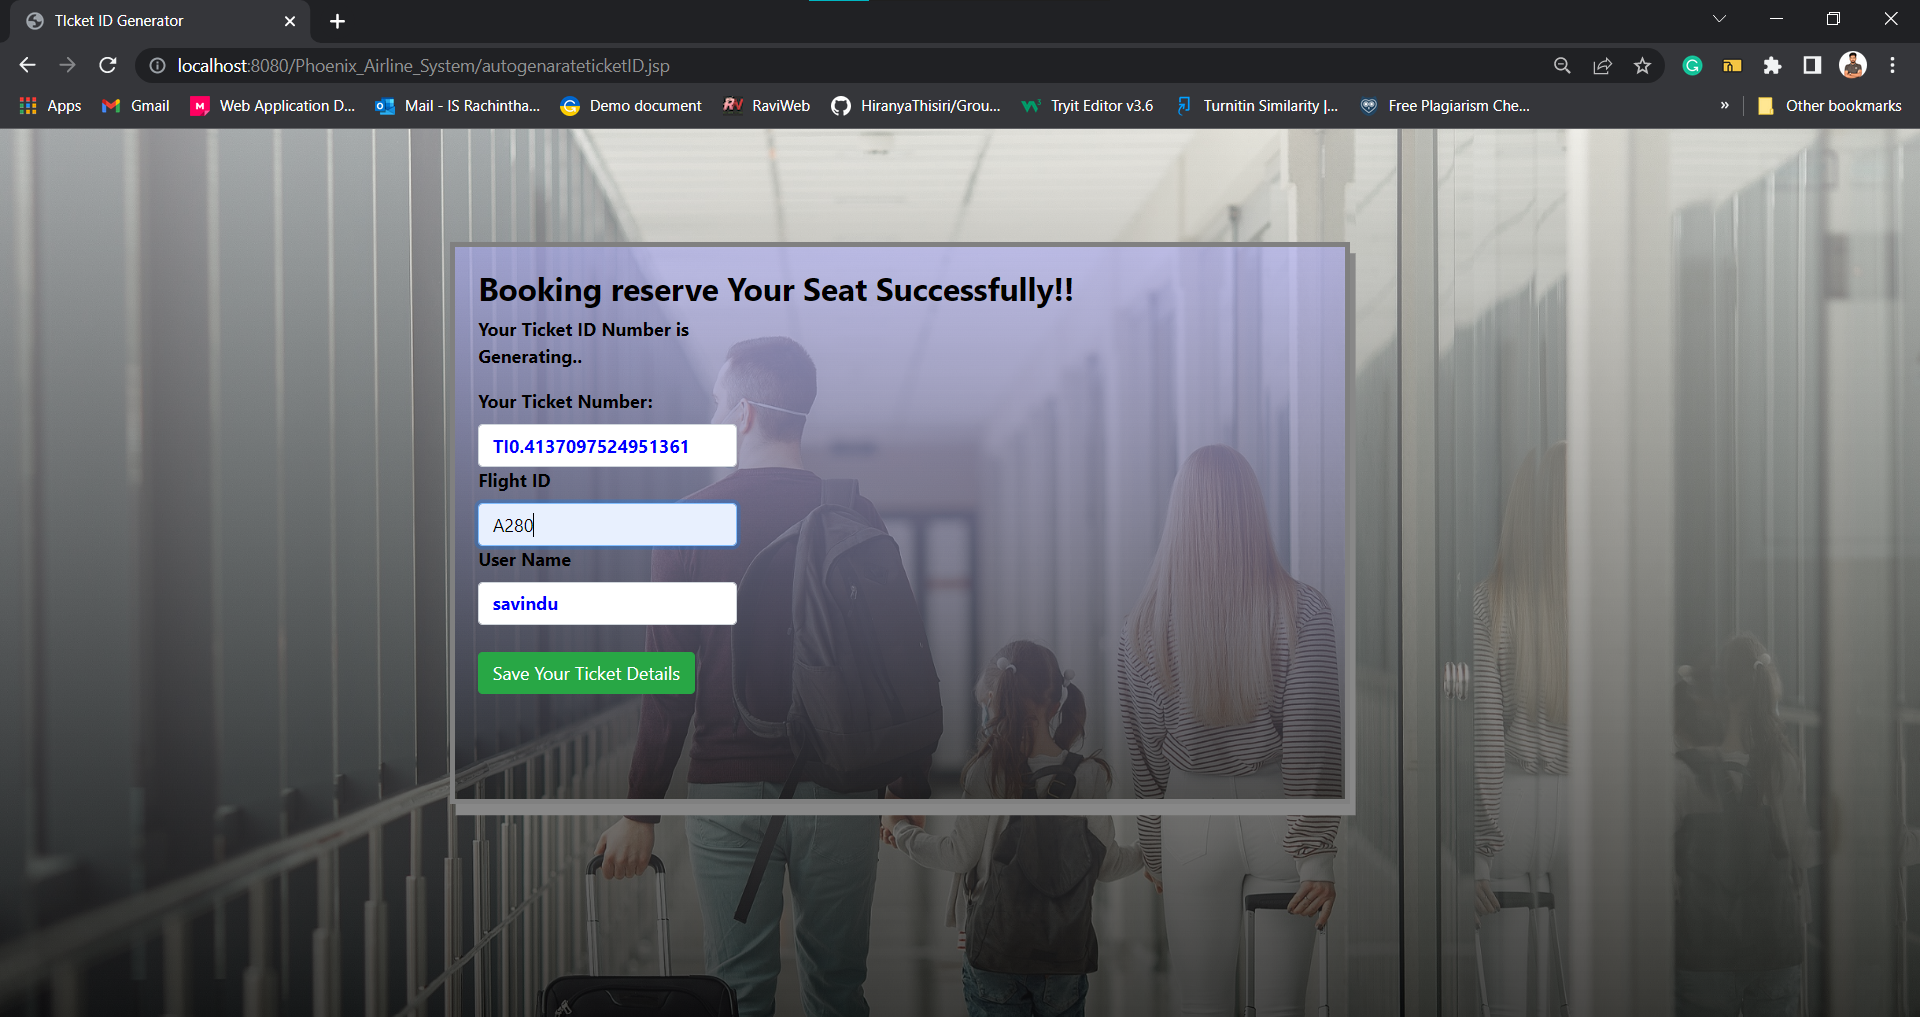 TIcket ID Generator
localhost:8080/Phoenix_Airline_System/autogenarateticketID.jsp
Apps Gmail Web Application D... Mail - IS Rachintha... Demo document RaviWeb HiranyaThisiri/Grou... Tryit Editor v3.6 Turnitin Similarity |... Free Plagiarism Che... » Other bookmarks
Booking reserve Your Seat Successfully!!
Your Ticket ID Number is
Generating..
Your Ticket Number:
TI0.4137097524951361
Flight ID
A280
User Name
savindu
Save Your Ticket Details